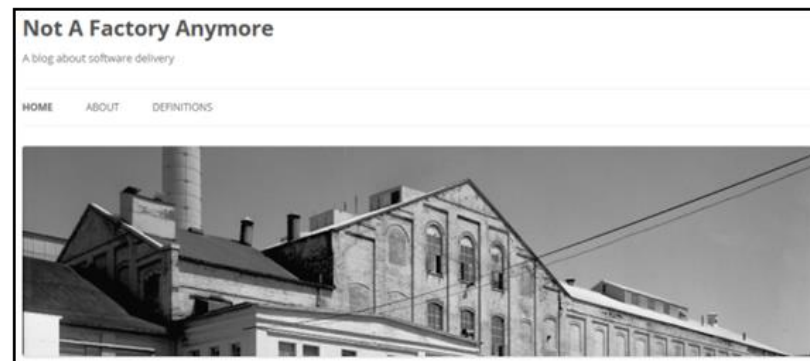 Not A Factory Anymore
A blog about software delivery
HOME ABOUT DEFINITIONS